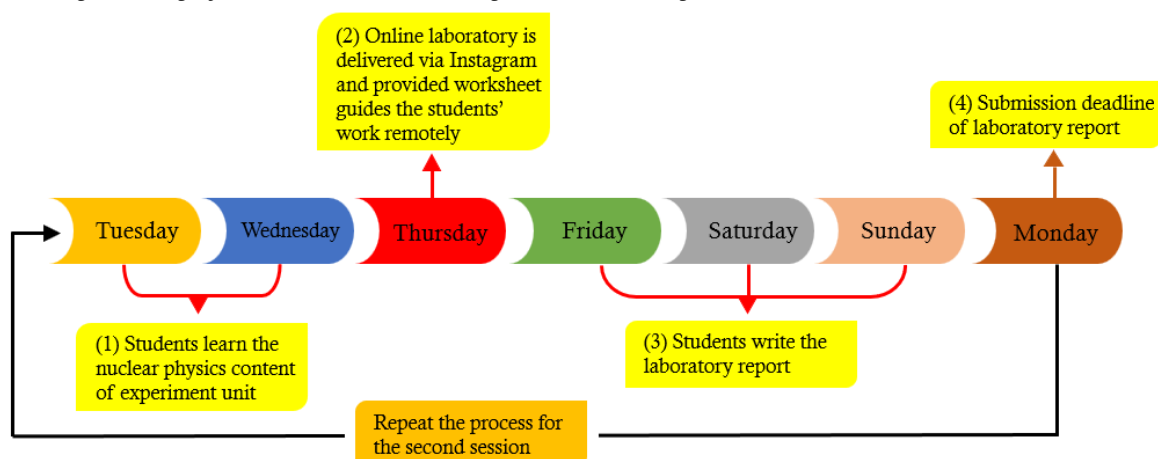 (2) Online laboratory is
delivered via Instagram
and provided worksheet
guides the students'
work remotely
(4) Submission deadline
of laboratory report
Tuesday
Wednesday
Thursday
Friday
Saturday
Sunday
Monday
(1) Students learn the
nuclear physics content
of experiment unit
(3) Students write the
laboratory report
Repeat the process for
the second session